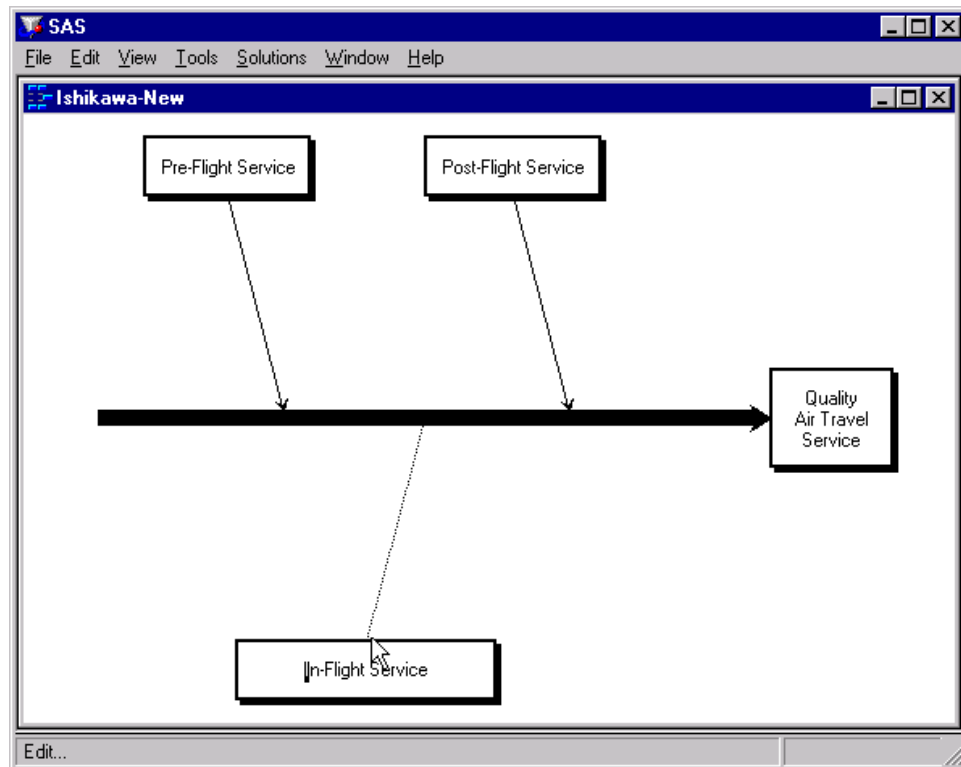 SAS
File Edit View Tools Solutions Window Help
Ishikawa-New
Pre-Flight Service
Post-Flight Service
Quality
Air Travel
Service
In-Flight Service
Edit...